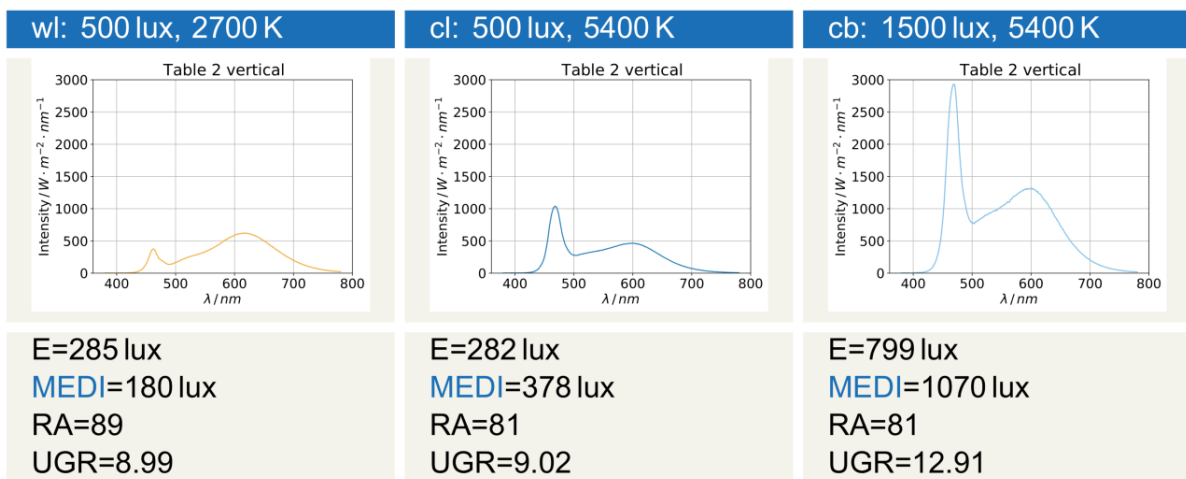 wl: 500 lux, 2700 K
Table 2 vertical
Intensity / W · m⁻² · nm⁻¹
3000
2500
2000
1500
1000
500
0
400 500 600 700 800
λ / nm
E=285 lux
MEDI=180 lux
RA=89
UGR=8.99
cl: 500 lux, 5400 K
Table 2 vertical
Intensity / W · m⁻² · nm⁻¹
3000
2500
2000
1500
1000
500
0
400 500 600 700 800
λ / nm
E=282 lux
MEDI=378 lux
RA=81
UGR=9.02
cb: 1500 lux, 5400 K
Table 2 vertical
Intensity / W · m⁻² · nm⁻¹
3000
2500
2000
1500
1000
500
0
400 500 600 700 800
λ / nm
E=799 lux
MEDI=1070 lux
RA=81
UGR=12.91